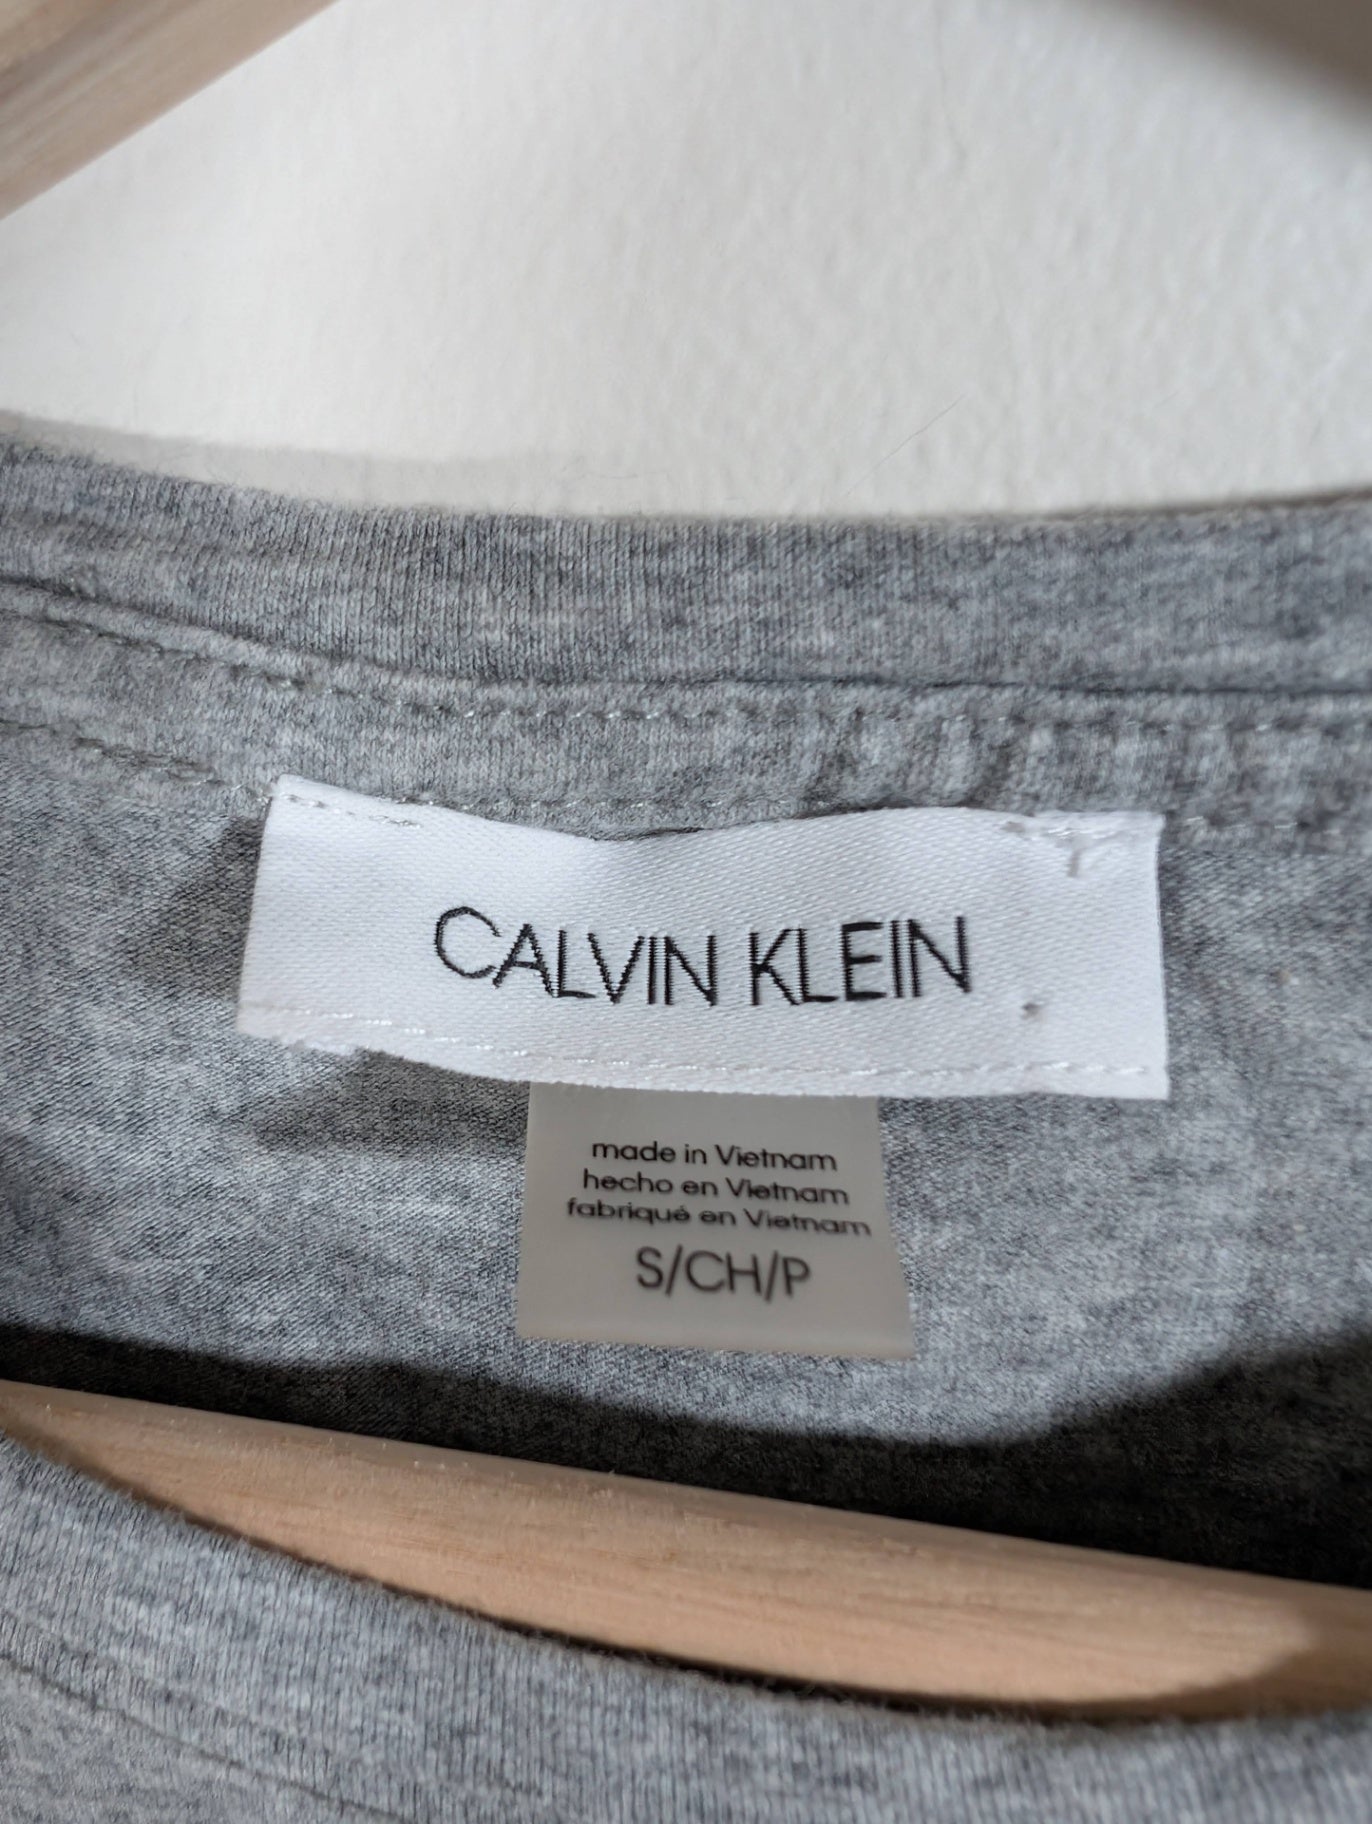 CALVIN KLEIN
made in Vietnam
hecho en Vietnam
fabriqué en Vietnam
S/CH/P